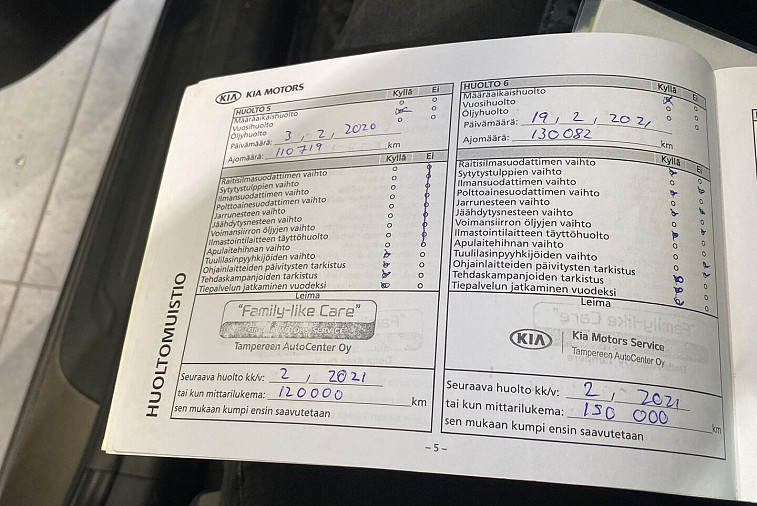 KIA KIA MOTORS
HUOLTO 5 Kyllä Ei
Määräaikaishuolto
Vuosihuolto
Öljyhuolto
Päivämäärä: 3, 2, 2020
Ajomäärä: 110719 km
Kyllä Ei
Raitisilmasuodattimen vaihto
Sytytystulppien vaihto
Ilmansuodattimen vaihto
Polttoainesuodattimen vaihto
Jarrunesteen vaihto
Jäähdytysnesteen vaihto
Voimansiirron öljyjen vaihto
Ilmastointilaitteen täyttöhuolto
Apulaitehihnan vaihto
Tuulilasinpyyhkijöiden vaihto
Ohjainlaitteiden päivitysten tarkistus
Tehdaskampanjoiden tarkistus
Tiepalvelun jatkaminen vuodeksi
Leima
"Family-like Care"
MOTORS SERVICE
Tampereen AutoCenter Oy
Seuraava huolto kk/v: 2, 2021
tai kun mittarilukema: 120000 km
sen mukaan kumpi ensin saavutetaan
HUOLTO 6 Kyllä Ei
Määräaikaishuolto
Vuosihuolto
Öljyhuolto
Päivämäärä: 19, 2, 2021
Ajomäärä: 130082 km
Kyllä Ei
Raitisilmasuodattimen vaihto
Sytytystulppien vaihto
Ilmansuodattimen vaihto
Polttoainesuodattimen vaihto
Jarrunesteen vaihto
Jäähdytysnesteen vaihto
Voimansiirron öljyjen vaihto
Ilmastointilaitteen täyttöhuolto
Apulaitehihnan vaihto
Tuulilasinpyyhkijöiden vaihto
Ohjainlaitteiden päivitysten tarkistus
Tehdaskampanjoiden tarkistus
Tiepalvelun jatkaminen vuodeksi
Leima
KIA Kia Motors Service
Tampereen AutoCenter Oy
Seuraava huolto kk/v: 2, 2021
tai kun mittarilukema: 150 000 km
sen mukaan kumpi ensin saavutetaan
HUOLTOMUISTIO
-5-